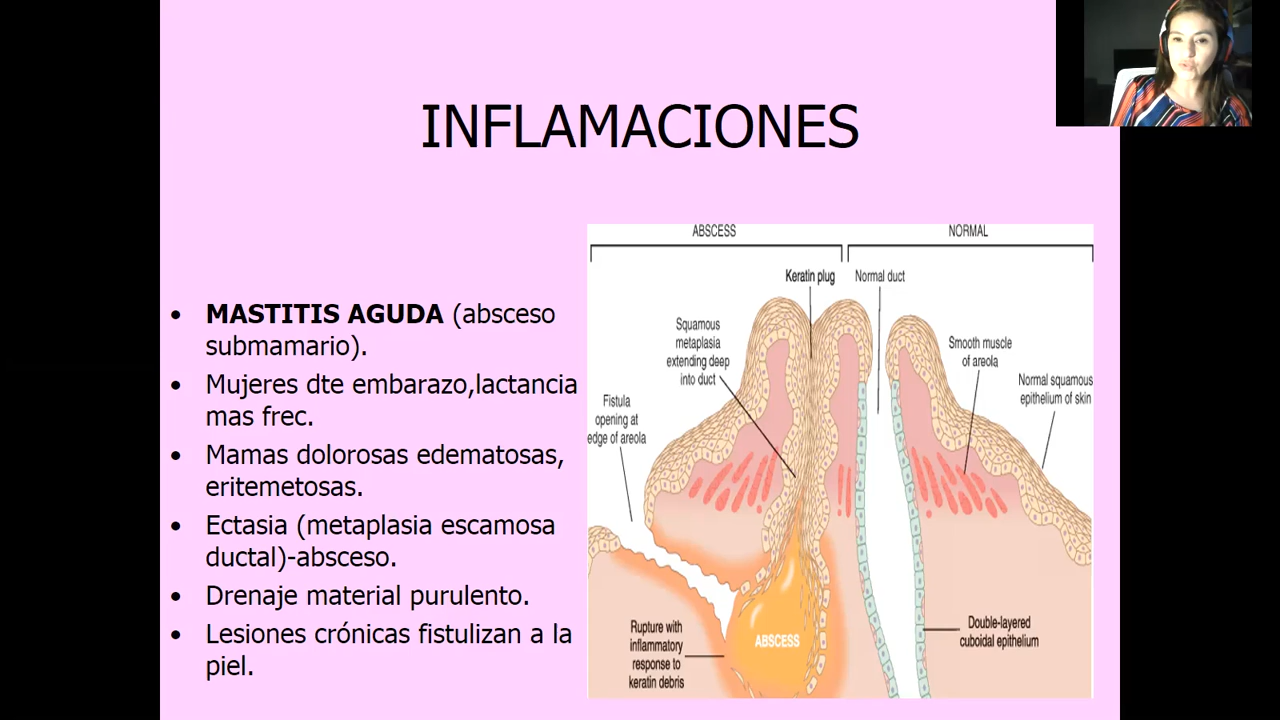 INFLAMACIONES
• MASTITIS AGUDA (absceso
submamario).
• Mujeres dte embarazo,lactancia
mas frec.
• Mamas dolorosas edematosas,
eritemetosas.
• Ectasia (metaplasia escamosa
ductal)-absceso.
• Drenaje material purulento.
• Lesiones crónicas fistulizan a la
piel.
ABSCESS
NORMAL
Keratin plug
Normal duct
Squamous
metaplasia
extending deep
into duct
Smooth muscle
of areola
Normal squamous
epithelium of skin
Fistula
opening at
edge of areola
Rupture with
inflammatory
response to
keratin debris
ABSCESS
Double-layered
cuboidal epithelium